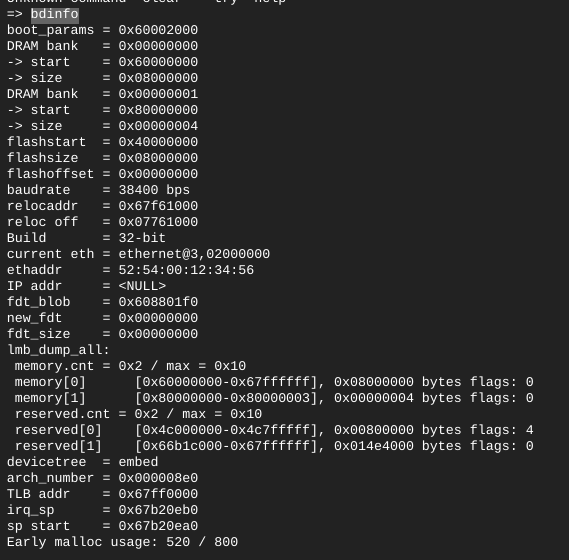 => bdinfo
boot_params = 0x60002000
DRAM bank   = 0x00000000
-> start    = 0x60000000
-> size     = 0x08000000
DRAM bank   = 0x00000001
-> start    = 0x80000000
-> size     = 0x00000004
flashstart  = 0x40000000
flashsize   = 0x08000000
flashoffset = 0x00000000
baudrate    = 38400 bps
relocaddr   = 0x67f61000
reloc off   = 0x07761000
Build       = 32-bit
current eth = ethernet@3,02000000
ethaddr     = 52:54:00:12:34:56
IP addr     = <NULL>
fdt_blob    = 0x608801f0
new_fdt     = 0x00000000
fdt_size    = 0x00000000
lmb_dump_all:
 memory.cnt = 0x2 / max = 0x10
 memory[0]      [0x60000000-0x67ffffff], 0x08000000 bytes flags: 0
 memory[1]      [0x80000000-0x80000003], 0x00000004 bytes flags: 0
 reserved.cnt = 0x2 / max = 0x10
 reserved[0]    [0x4c000000-0x4c7fffff], 0x00800000 bytes flags: 4
 reserved[1]    [0x66b1c000-0x67ffffff], 0x014e4000 bytes flags: 0
devicetree  = embed
arch_number = 0x000008e0
TLB addr    = 0x67ff0000
irq_sp      = 0x67b20eb0
sp start    = 0x67b20ea0
Early malloc usage: 520 / 800